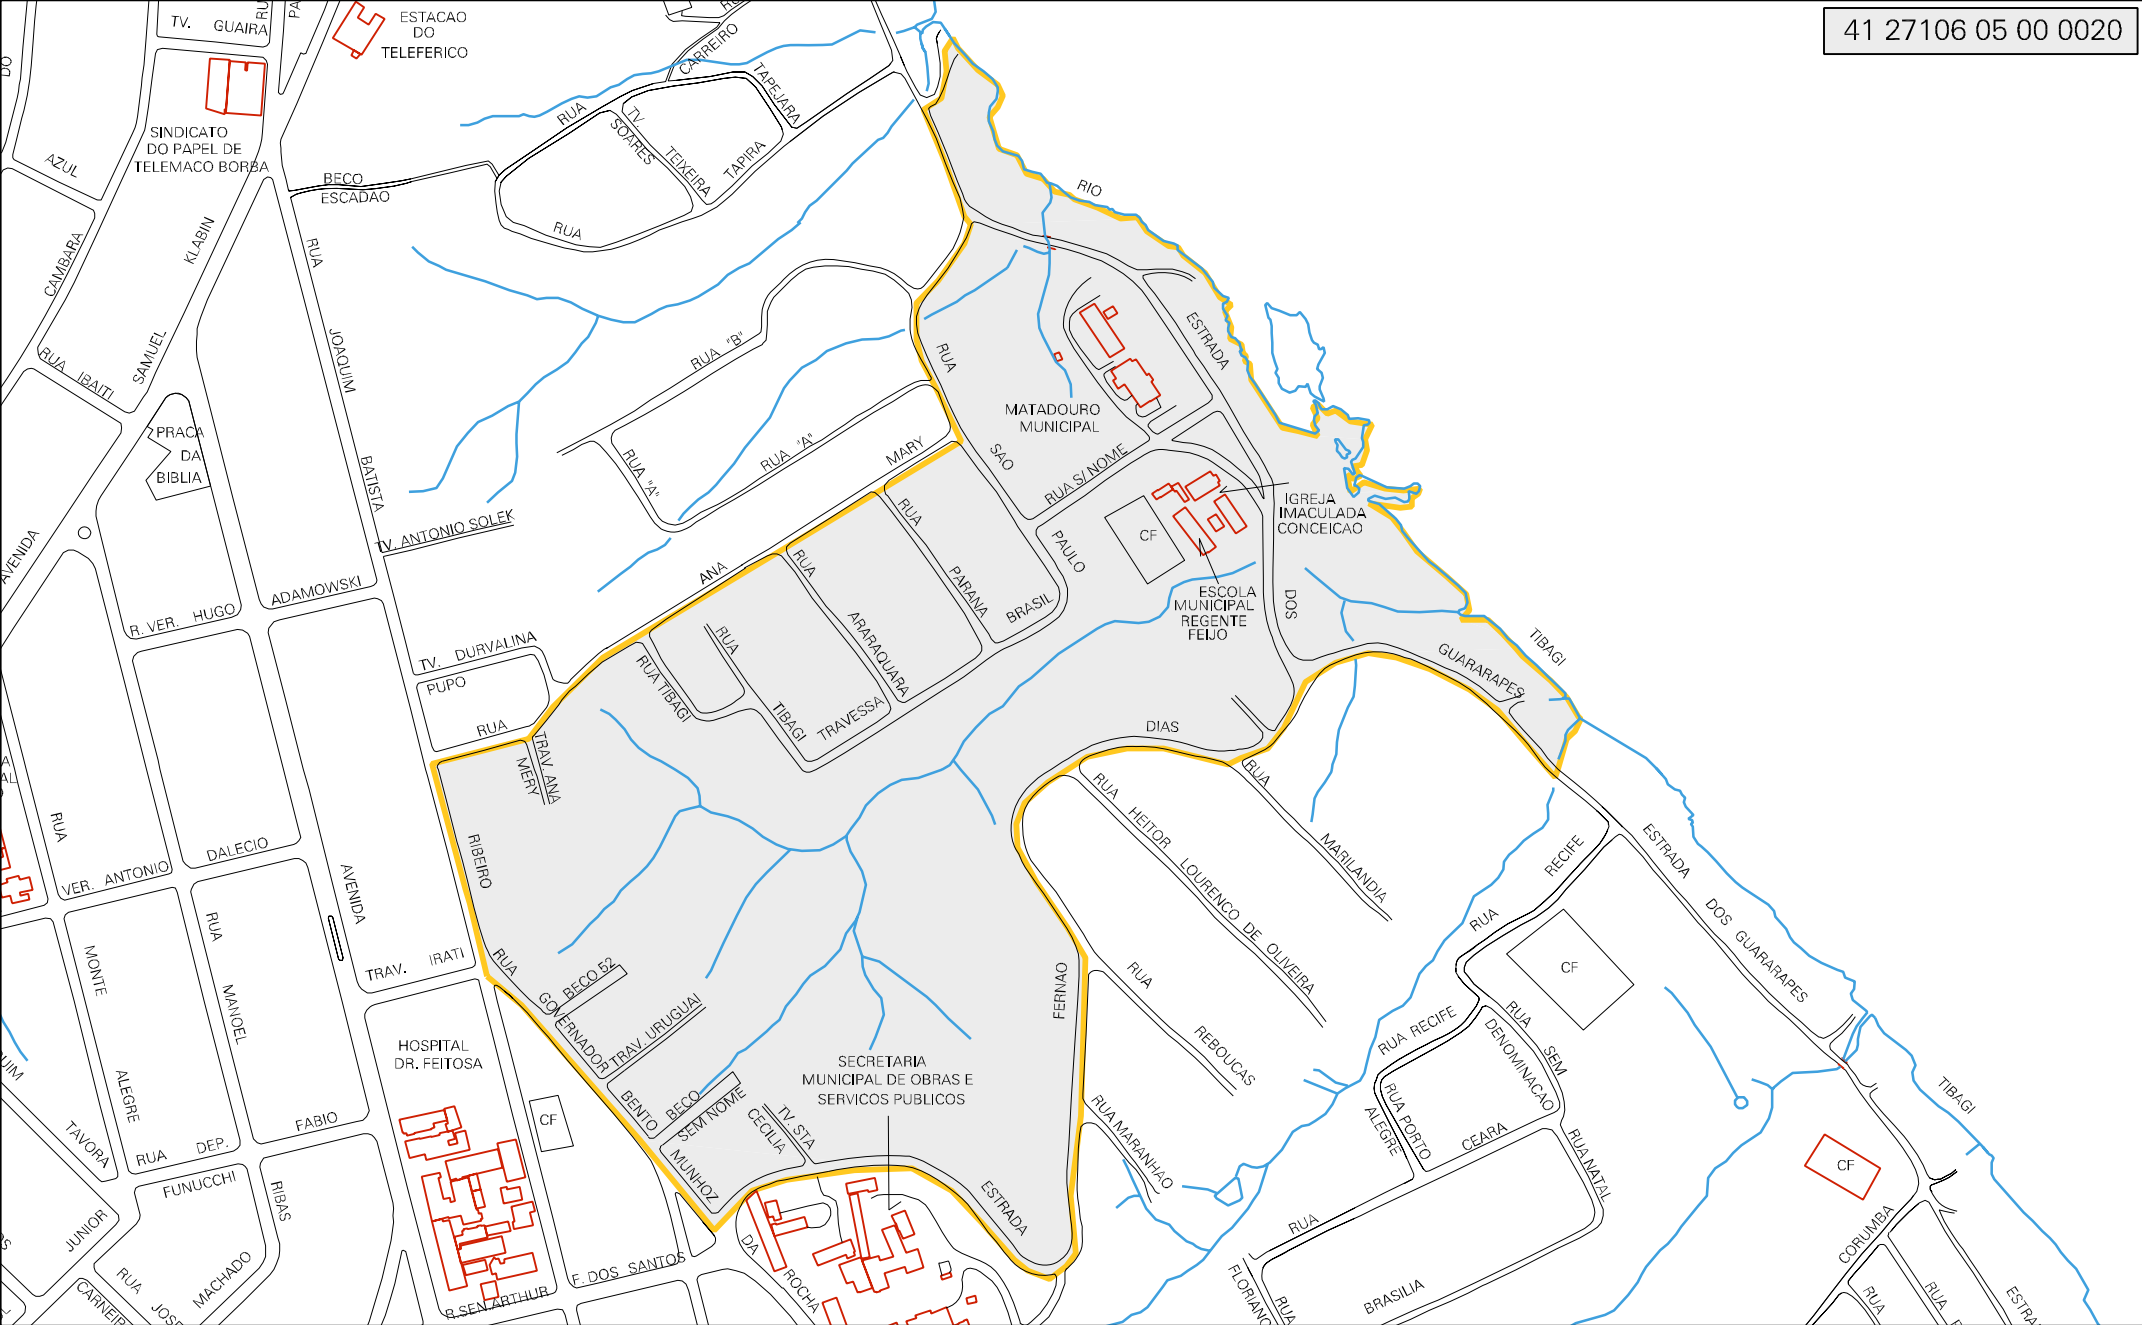 41 27106 05 00 0020
TV. GUAIRA
ESTACAO
DO
TELEFERICO
CARREIRO
RUA
TAPEJARA
TV.
SOARES
TEIXEIRA
TAPIRA
RUA
SINDICATO
DO PAPEL DE
TELEMACO BORBA
AZUL
BECO
ESCADAO
RIO
CAMBARA
KLABIN
SAMUEL
RUA
JOAQUIM
BATISTA
RUA IBAITI
RUA "B"
RUA "A"
RUA "A"
MARY
ANA
RUA
SAO
PAULO
ESTRADA
MATADOURO
MUNICIPAL
RUA S/ NOME
PRACA
DA
BIBLIA
AVENIDA
TV. ANTONIO SOLEK
ADAMOWSKI
R. VER. HUGO
CF
IGREJA
IMACULADA
CONCEICAO
ESCOLA
MUNICIPAL
REGENTE
FEIJO
DOS
GUARARAPES
TIBAGI
RUA
PARANA
BRASIL
RUA
ARARAQUARA
TRAVESSA
RUA
TIBAGI
RUA TIBAGI
TV. DURVALINA
PUPO
RUA
TRAV. ANA
MERY
DIAS
RUA
MARILANDIA
RUA
HEITOR LOURENCO DE OLIVEIRA
RUA
REBOUCAS
RUA MARANHAO
FERNAO
RIBEIRO
RUA
VER. ANTONIO
DALECIO
AVENIDA
RUA
MANOEL
RIBAS
MONTE
ALEGRE
TRAV. IRATI
RUA
GOVERNADOR
BENTO
MUNHOZ
DA
ROCHA
BECO 52
TRAV. URUGUAI
BECO
SEM NOME
TV. STA
CECILIA
SECRETARIA
MUNICIPAL DE OBRAS E
SERVICOS PUBLICOS
ESTRADA
HOSPITAL
DR. FEITOSA
CF
RUA DEP.
FABIO
FUNUCCHI
TAVORA
JUNIOR
RUA
MACHADO
F. DOS SANTOS
R.SEN.ARTHUR
RUA
RECIFE
CF
RUA RECIFE
RUA
SEM
DENOMINACAO
RUA PORTO
ALEGRE
CEARA
RUA
RUA NATAL
BRASILIA
FLORIANO
RUA
ESTRADA
DOS GUARARAPES
TIBAGI
CF
CORUMBA
RUA
RUA